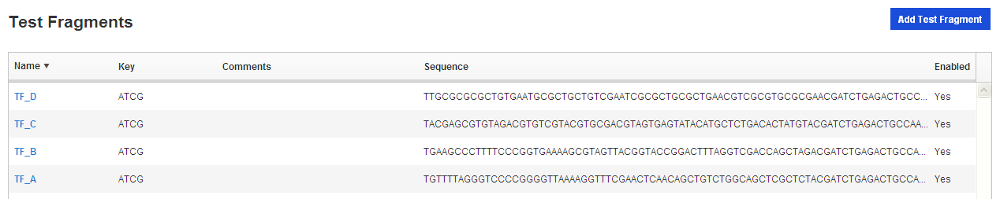 Test Fragments
Add Test Fragment
Name Key Comments Sequence Enabled
TF_D ATCG TTGCGCGCGCTGTGAATGCGCTGCTGTCGAATCGCGCTGCGCTGAACGTCGCGTGCGCGAACGATCTGAGACTGCC... Yes
TF_C ATCG TACGAGCGTGTAGACGTGTCGTACGTGCGACGTAGTGAGTATACATGCTCTGACACTATGTACGATCTGAGACTGCCAA... Yes
TF_B ATCG TGAAGCCCTTTTCCCGGTGAAAAGCGTAGTTACGGTACCGGACTTTAGGTCGACCAGCTAGACGATCTGAGACTGCCA... Yes
TF_A ATCG TGTTTTAGGGTCCCCGGGGTTAAAAGGTTTCGAACTCAACAGCTGTCTGGCAGCTCGCTCTACGATCTGAGACTGCCA... Yes